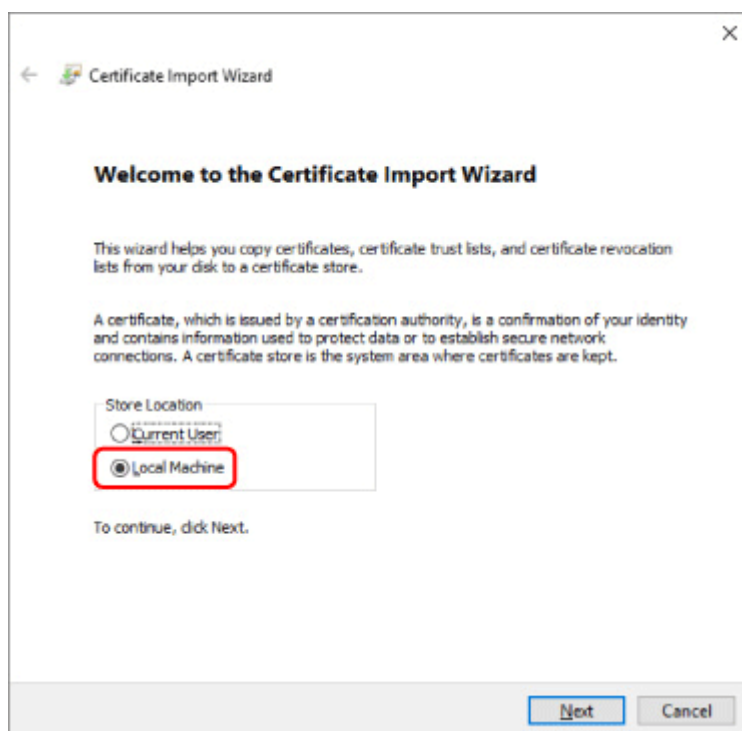 Certificate Import Wizard
Welcome to the Certificate Import Wizard
This wizard helps you copy certificates, certificate trust lists, and certificate revocation
lists from your disk to a certificate store.
A certificate, which is issued by a certification authority, is a confirmation of your identity
and contains information used to protect data or to establish secure network
connections. A certificate store is the system area where certificates are kept.
Store Location
Current User
Local Machine
To continue, click Next.
Next
Cancel